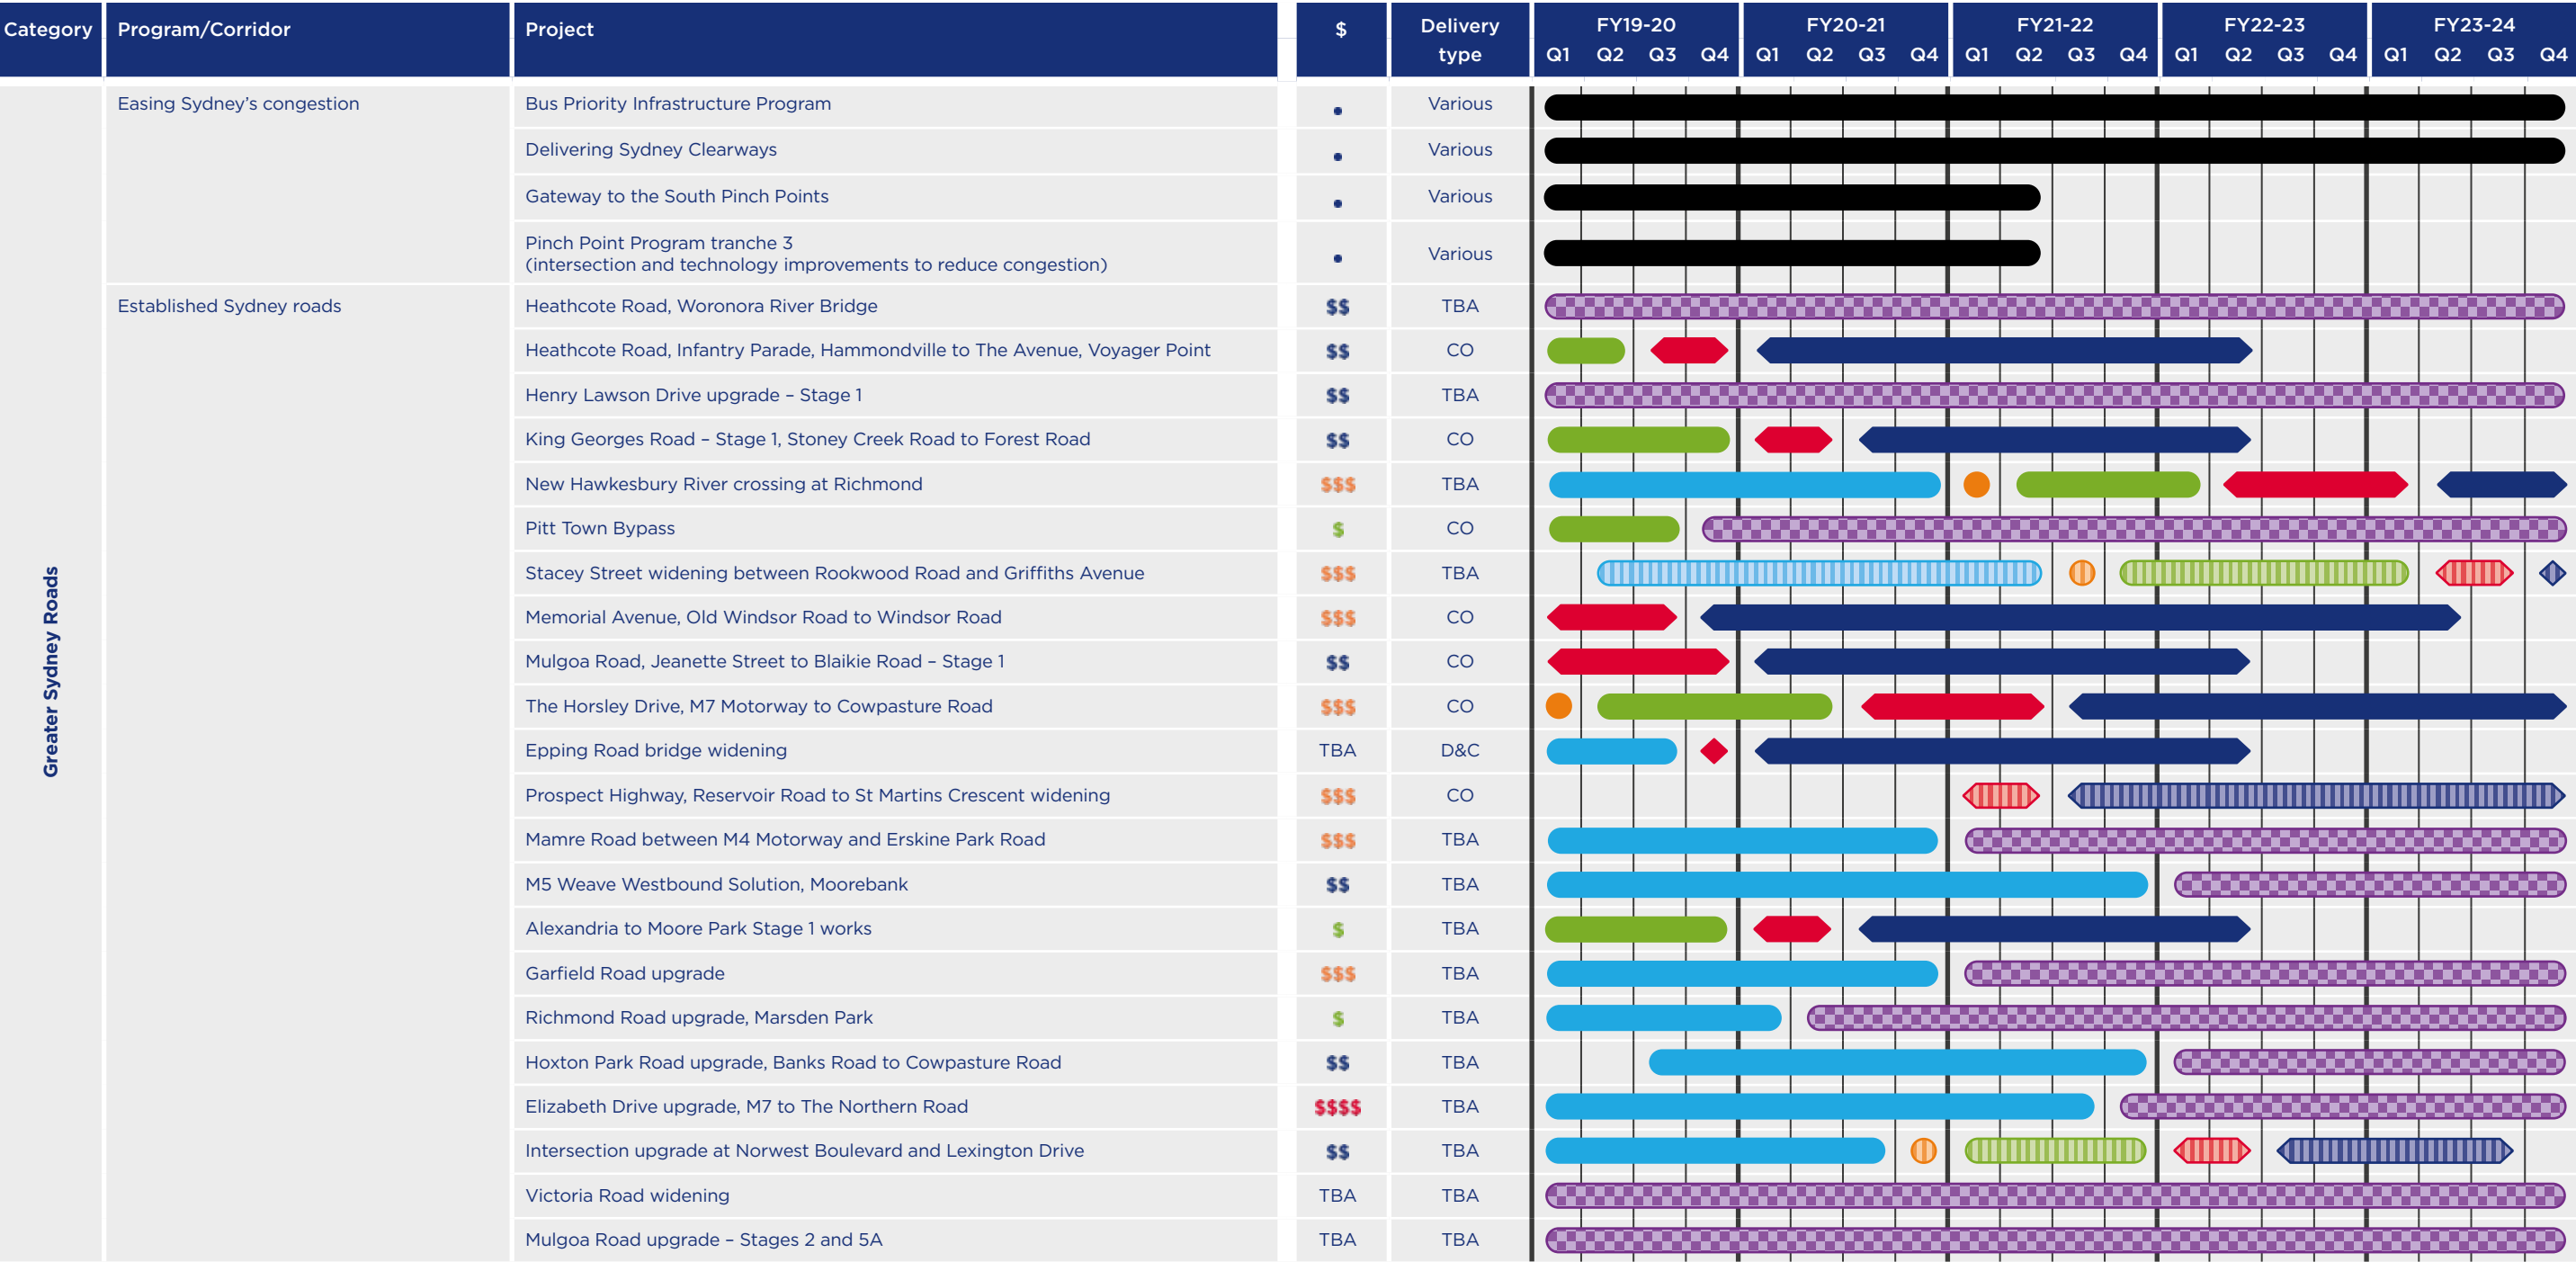 Category Program/Corridor Project $ Delivery type FY19-20 FY20-21 FY21-22 FY22-23 FY23-24
Q1 Q2 Q3 Q4 Q1 Q2 Q3 Q4 Q1 Q2 Q3 Q4 Q1 Q2 Q3 Q4 Q1 Q2 Q3 Q4
Greater Sydney Roads
Easing Sydney’s congestion Bus Priority Infrastructure Program • Various
Delivering Sydney Clearways • Various
Gateway to the South Pinch Points • Various
Pinch Point Program tranche 3
(intersection and technology improvements to reduce congestion) • Various
Established Sydney roads Heathcote Road, Woronora River Bridge $$ TBA
Heathcote Road, Infantry Parade, Hammondville to The Avenue, Voyager Point $$ CO
Henry Lawson Drive upgrade – Stage 1 $$ TBA
King Georges Road – Stage 1, Stoney Creek Road to Forest Road $$ CO
New Hawkesbury River crossing at Richmond $$$ TBA
Pitt Town Bypass $ CO
Stacey Street widening between Rookwood Road and Griffiths Avenue $$$ TBA
Memorial Avenue, Old Windsor Road to Windsor Road $$$ CO
Mulgoa Road, Jeanette Street to Blaikie Road – Stage 1 $$ CO
The Horsley Drive, M7 Motorway to Cowpasture Road $$$ CO
Epping Road bridge widening TBA D&C
Prospect Highway, Reservoir Road to St Martins Crescent widening $$$ CO
Mamre Road between M4 Motorway and Erskine Park Road $$$ TBA
M5 Weave Westbound Solution, Moorebank $$ TBA
Alexandria to Moore Park Stage 1 works $ TBA
Garfield Road upgrade $$$ TBA
Richmond Road upgrade, Marsden Park $ TBA
Hoxton Park Road upgrade, Banks Road to Cowpasture Road $$ TBA
Elizabeth Drive upgrade, M7 to The Northern Road $$$$ TBA
Intersection upgrade at Norwest Boulevard and Lexington Drive $$ TBA
Victoria Road widening TBA TBA
Mulgoa Road upgrade – Stages 2 and 5A TBA TBA